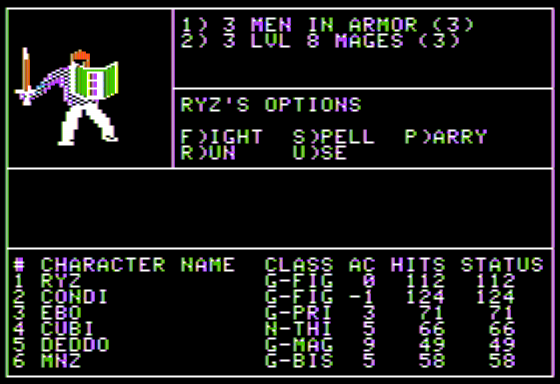 1) 3 MEN IN ARMOR (3)
2) 3 LVL 8 MAGES (3)
RYZ'S OPTIONS
F)IGHT S)PELL P)ARRY
R)UN U)SE
# CHARACTER NAME CLASS AC HITS STATUS
1 RYZ G-FIG 0 112 112
2 CONDI G-FIG -1 124 124
3 EBO G-PRI 3 71 71
4 CUBI N-THI 5 66 66
5 DEDDO G-MAG 9 49 49
6 MNZ G-BIS 5 58 58